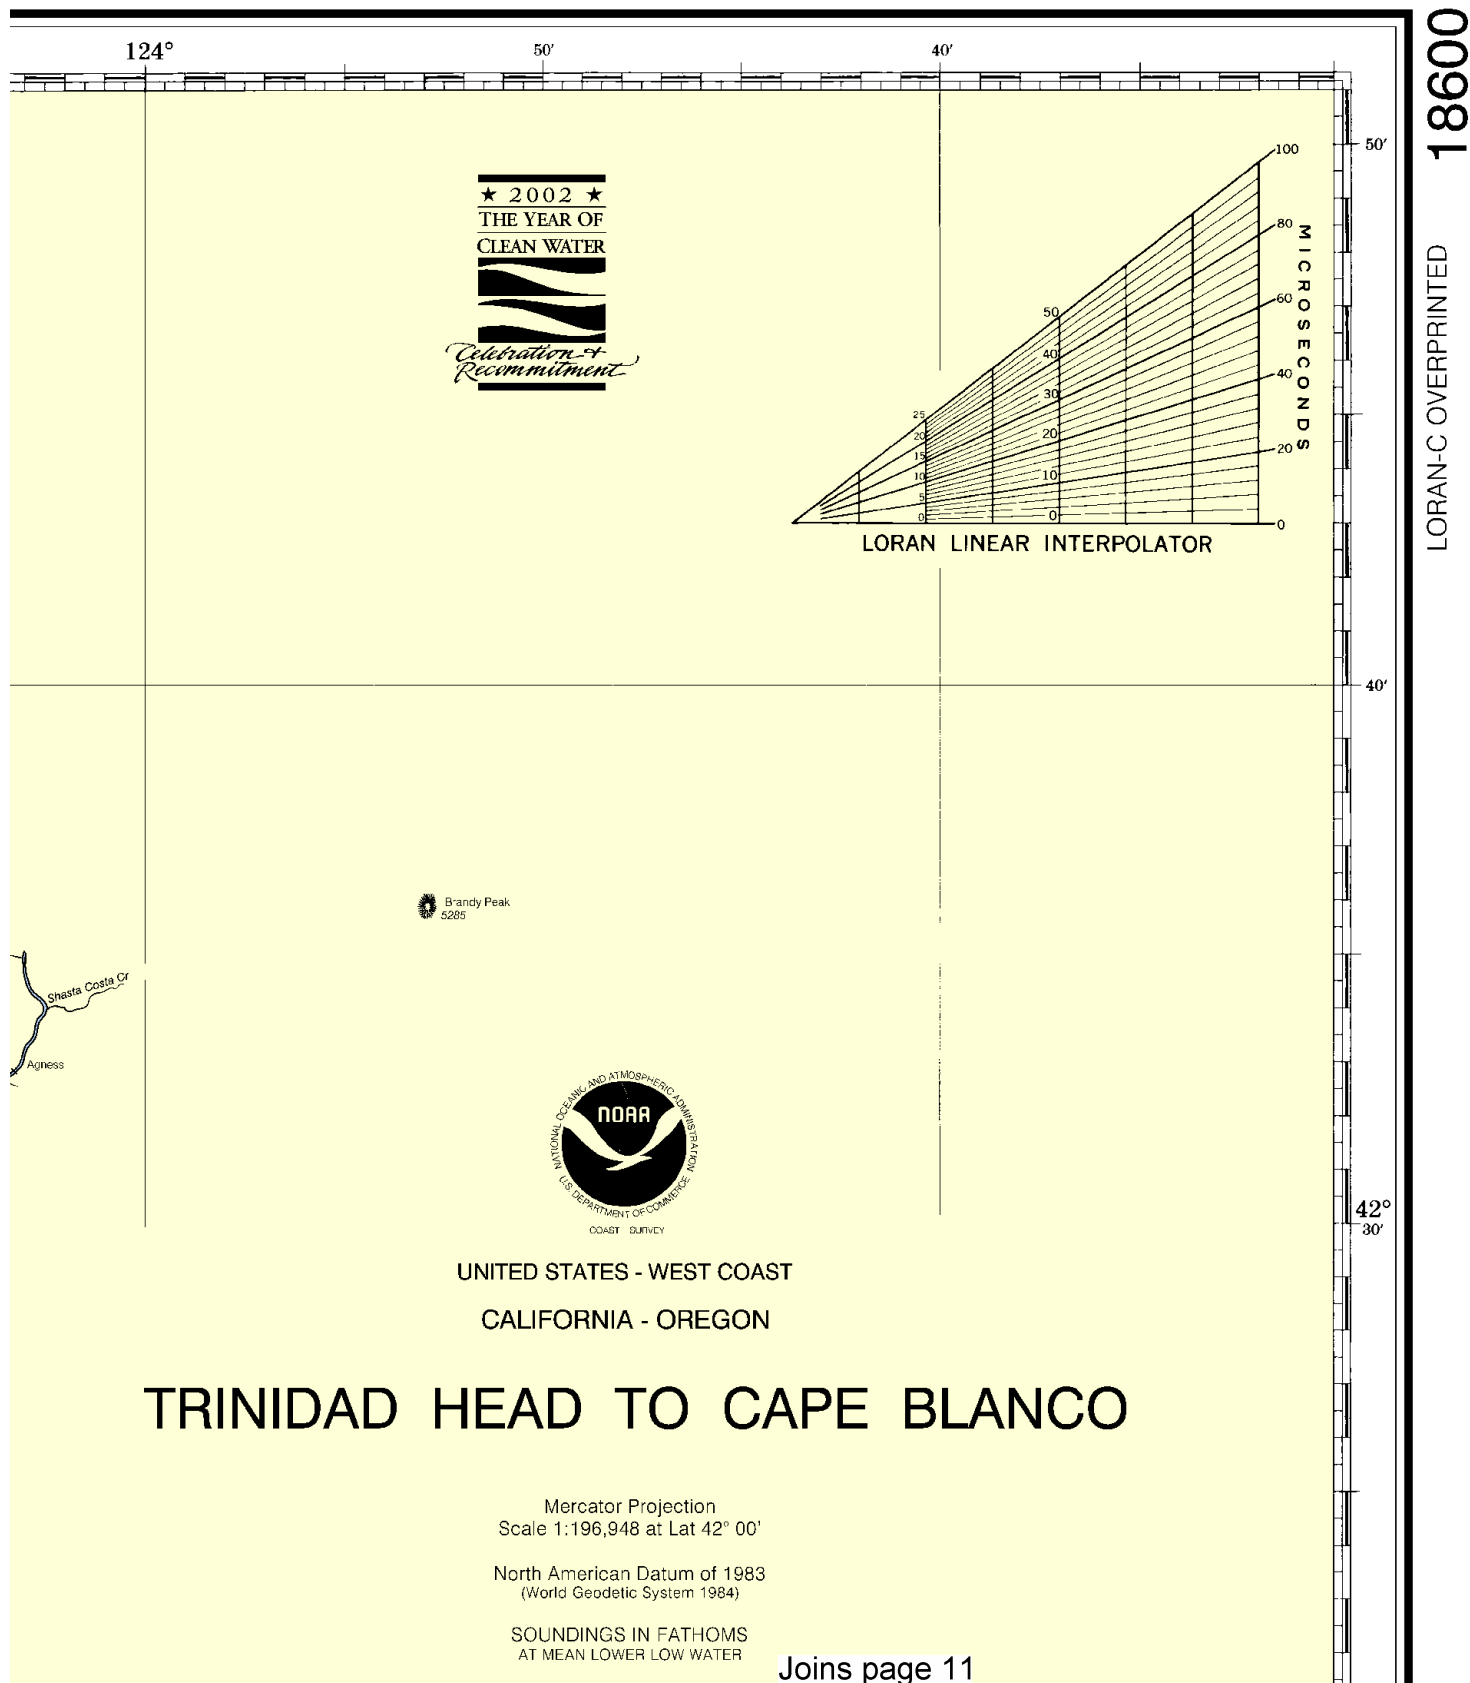 124°
50′
40′
18600
LORAN-C OVERPRINTED
50′
40′
42°
30′
★ 2002 ★
THE YEAR OF
CLEAN WATER
Celebration &
Recommitment
100
80
60
40
20
0
MICROSECONDS
50
40
30
20
10
0
25
20
15
10
5
0
LORAN LINEAR INTERPOLATOR
Brandy Peak
5285
Shasta Costa Cr
Agness
NATIONAL OCEANIC AND ATMOSPHERIC ADMINISTRATION
NOAA
U.S. DEPARTMENT OF COMMERCE
COAST SURVEY
UNITED STATES - WEST COAST
CALIFORNIA - OREGON
TRINIDAD HEAD TO CAPE BLANCO
Mercator Projection
Scale 1:196,948 at Lat 42° 00'
North American Datum of 1983
(World Geodetic System 1984)
SOUNDINGS IN FATHOMS
AT MEAN LOWER LOW WATER
Joins page 11